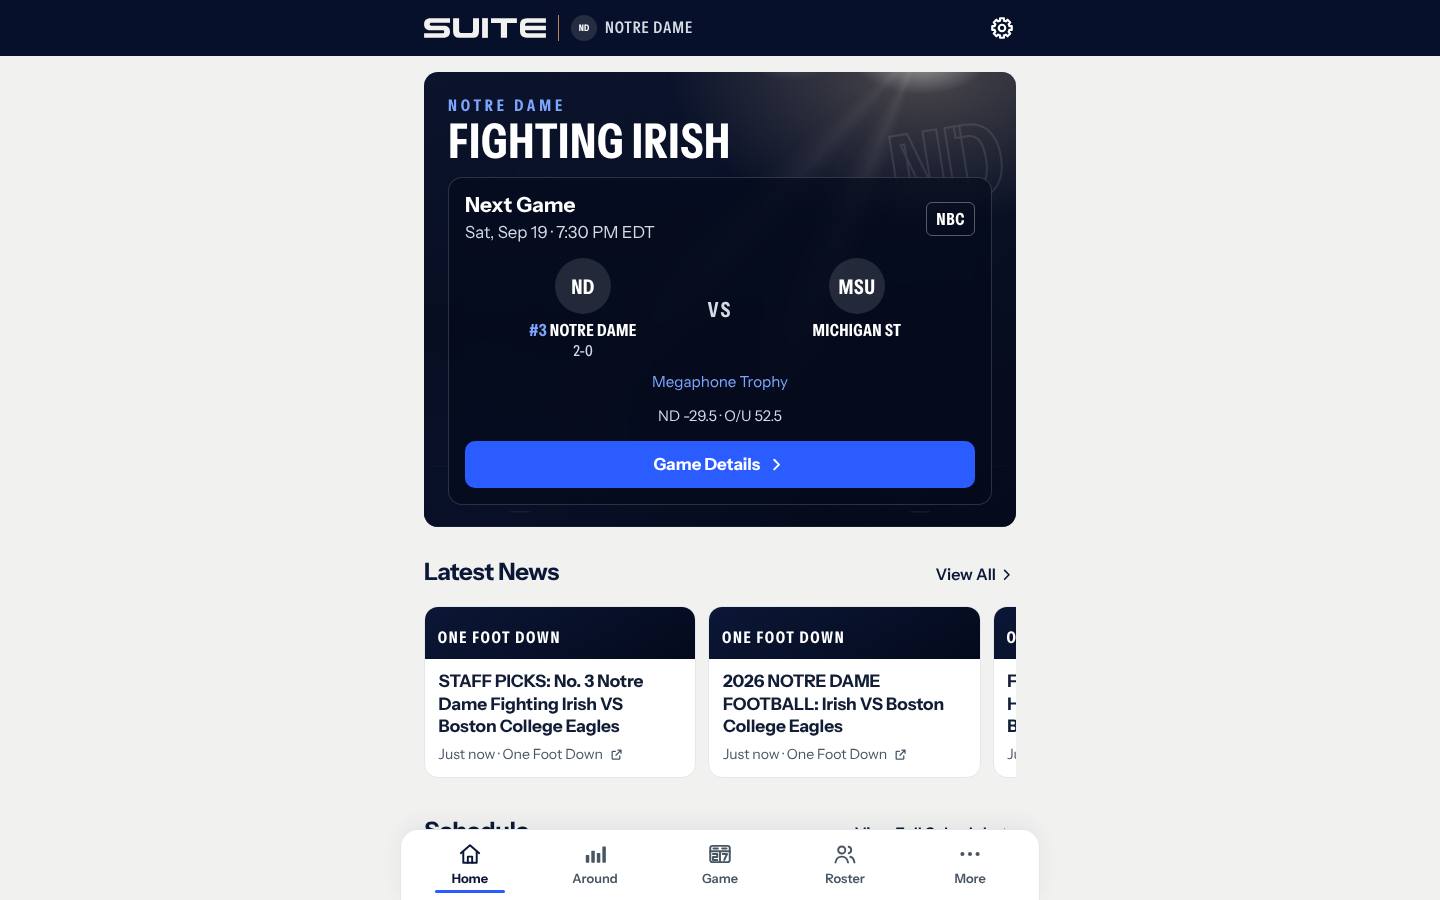 SUITE
ND
NOTRE DAME
NOTRE DAME
FIGHTING IRISH
ND
Next Game
Sat, Sep 19 · 7:30 PM EDT
NBC
ND
VS
MSU
#3 NOTRE DAME
MICHIGAN ST
2-0
Megaphone Trophy
ND -29.5 · O/U 52.5
Game Details
Latest News
View All
ONE FOOT DOWN
STAFF PICKS: No. 3 Notre
Dame Fighting Irish VS
Boston College Eagles
Just now · One Foot Down
ONE FOOT DOWN
2026 NOTRE DAME
FOOTBALL: Irish VS Boston
College Eagles
Just now · One Foot Down
Schedule
Home
Around
Game
Roster
More